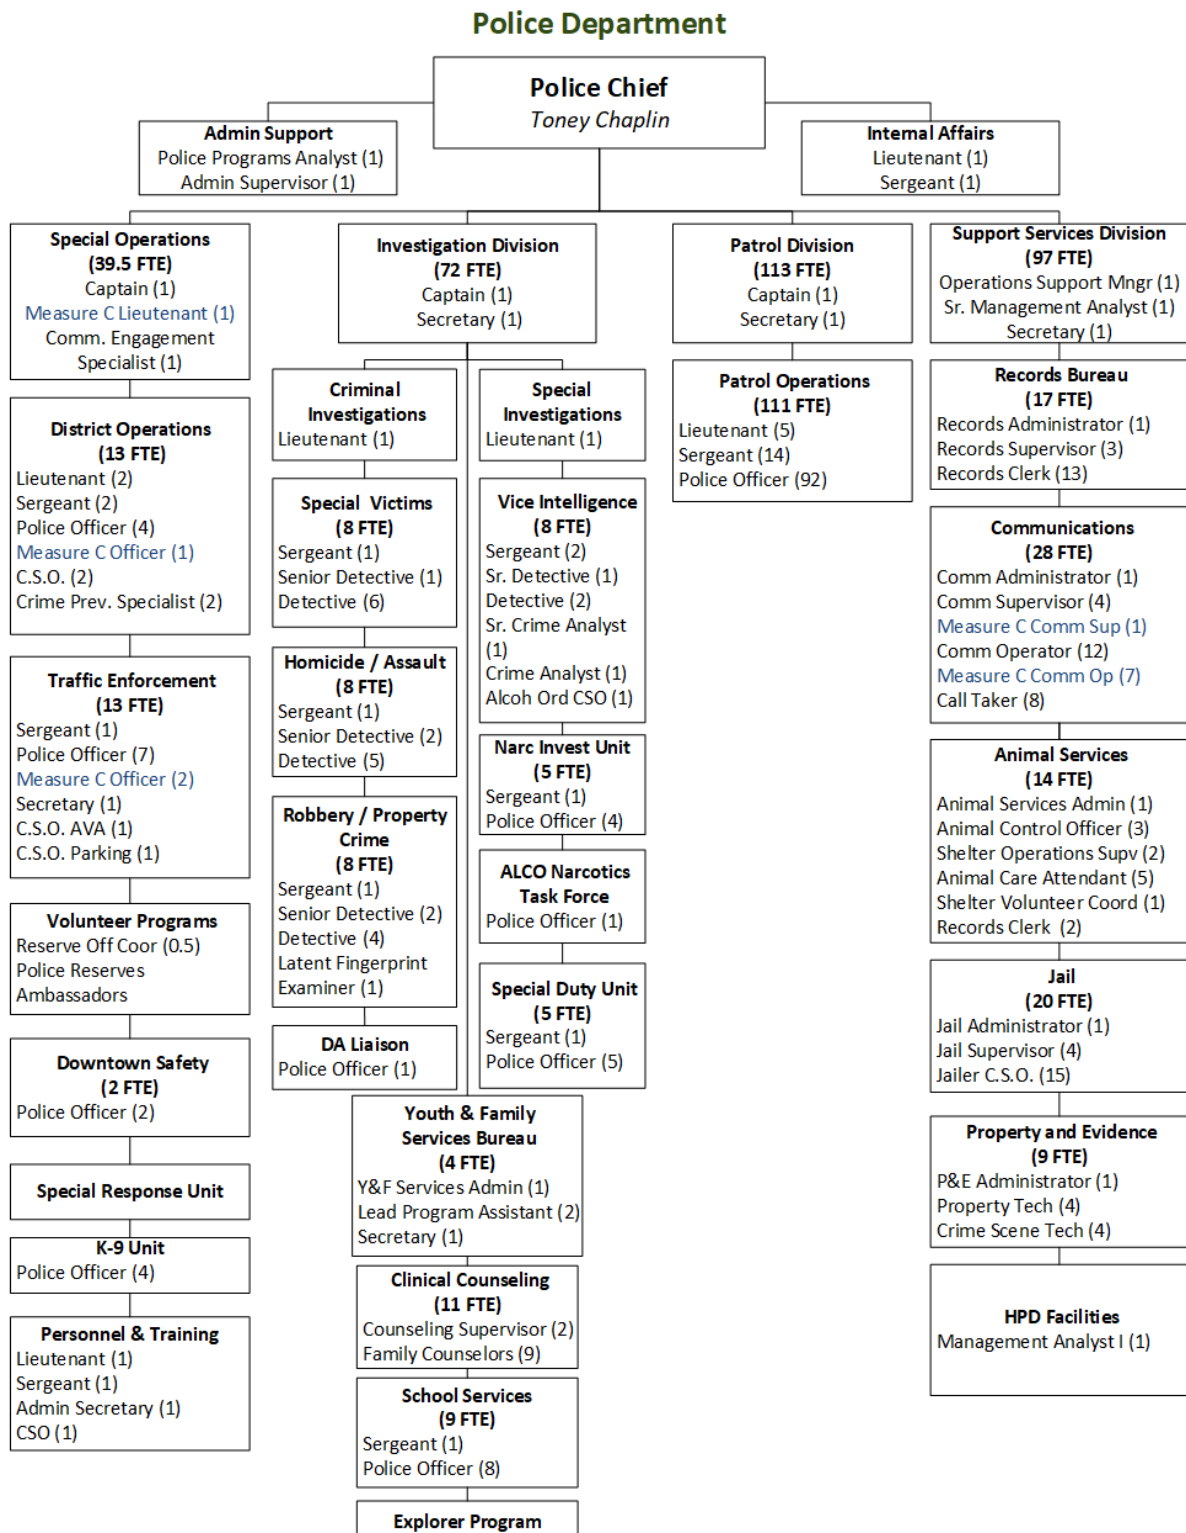 Police Department
Police Chief
Toney Chaplin
Admin Support
Police Programs Analyst (1)
Admin Supervisor (1)
Internal Affairs
Lieutenant (1)
Sergeant (1)
Special Operations
(39.5 FTE)
Captain (1)
Measure C Lieutenant (1)
Comm. Engagement
Specialist (1)
District Operations
(13 FTE)
Lieutenant (2)
Sergeant (2)
Police Officer (4)
Measure C Officer (1)
C.S.O. (2)
Crime Prev. Specialist (2)
Traffic Enforcement
(13 FTE)
Sergeant (1)
Police Officer (7)
Measure C Officer (2)
Secretary (1)
C.S.O. AVA (1)
C.S.O. Parking (1)
Volunteer Programs
Reserve Off Coor (0.5)
Police Reserves
Ambassadors
Downtown Safety
(2 FTE)
Police Officer (2)
Special Response Unit
K-9 Unit
Police Officer (4)
Personnel & Training
Lieutenant (1)
Sergeant (1)
Admin Secretary (1)
CSO (1)
Investigation Division
(72 FTE)
Captain (1)
Secretary (1)
Criminal
Investigations
Lieutenant (1)
Special Victims
(8 FTE)
Sergeant (1)
Senior Detective (1)
Detective (6)
Homicide / Assault
(8 FTE)
Sergeant (1)
Senior Detective (2)
Detective (5)
Robbery / Property
Crime
(8 FTE)
Sergeant (1)
Senior Detective (2)
Detective (4)
Latent Fingerprint
Examiner (1)
DA Liaison
Police Officer (1)
Special
Investigations
Lieutenant (1)
Vice Intelligence
(8 FTE)
Sergeant (2)
Sr. Detective (1)
Detective (2)
Sr. Crime Analyst
(1)
Crime Analyst (1)
Alcoh Ord CSO (1)
Narc Invest Unit
(5 FTE)
Sergeant (1)
Police Officer (4)
ALCO Narcotics
Task Force
Police Officer (1)
Special Duty Unit
(5 FTE)
Sergeant (1)
Police Officer (5)
Youth & Family
Services Bureau
(4 FTE)
Y&F Services Admin (1)
Lead Program Assistant (2)
Secretary (1)
Clinical Counseling
(11 FTE)
Counseling Supervisor (2)
Family Counselors (9)
School Services
(9 FTE)
Sergeant (1)
Police Officer (8)
Explorer Program
Patrol Division
(113 FTE)
Captain (1)
Secretary (1)
Patrol Operations
(111 FTE)
Lieutenant (5)
Sergeant (14)
Police Officer (92)
Support Services Division
(97 FTE)
Operations Support Mngr (1)
Sr. Management Analyst (1)
Secretary (1)
Records Bureau
(17 FTE)
Records Administrator (1)
Records Supervisor (3)
Records Clerk (13)
Communications
(28 FTE)
Comm Administrator (1)
Comm Supervisor (4)
Measure C Comm Sup (1)
Comm Operator (12)
Measure C Comm Op (7)
Call Taker (8)
Animal Services
(14 FTE)
Animal Services Admin (1)
Animal Control Officer (3)
Shelter Operations Supv (2)
Animal Care Attendant (5)
Shelter Volunteer Coord (1)
Records Clerk (2)
Jail
(20 FTE)
Jail Administrator (1)
Jail Supervisor (4)
Jailer C.S.O. (15)
Property and Evidence
(9 FTE)
P&E Administrator (1)
Property Tech (4)
Crime Scene Tech (4)
HPD Facilities
Management Analyst I (1)